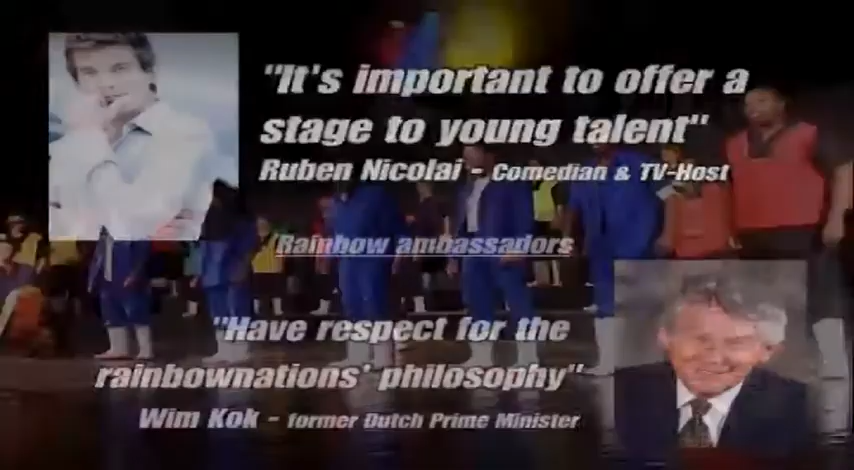 "It's important to offer a
stage to young talent"
Ruben Nicolai - Comedian & TV-Host
Rainbow ambassadors
"Have respect for the
rainbownations' philosophy"
Wim Kok - former Dutch Prime Minister